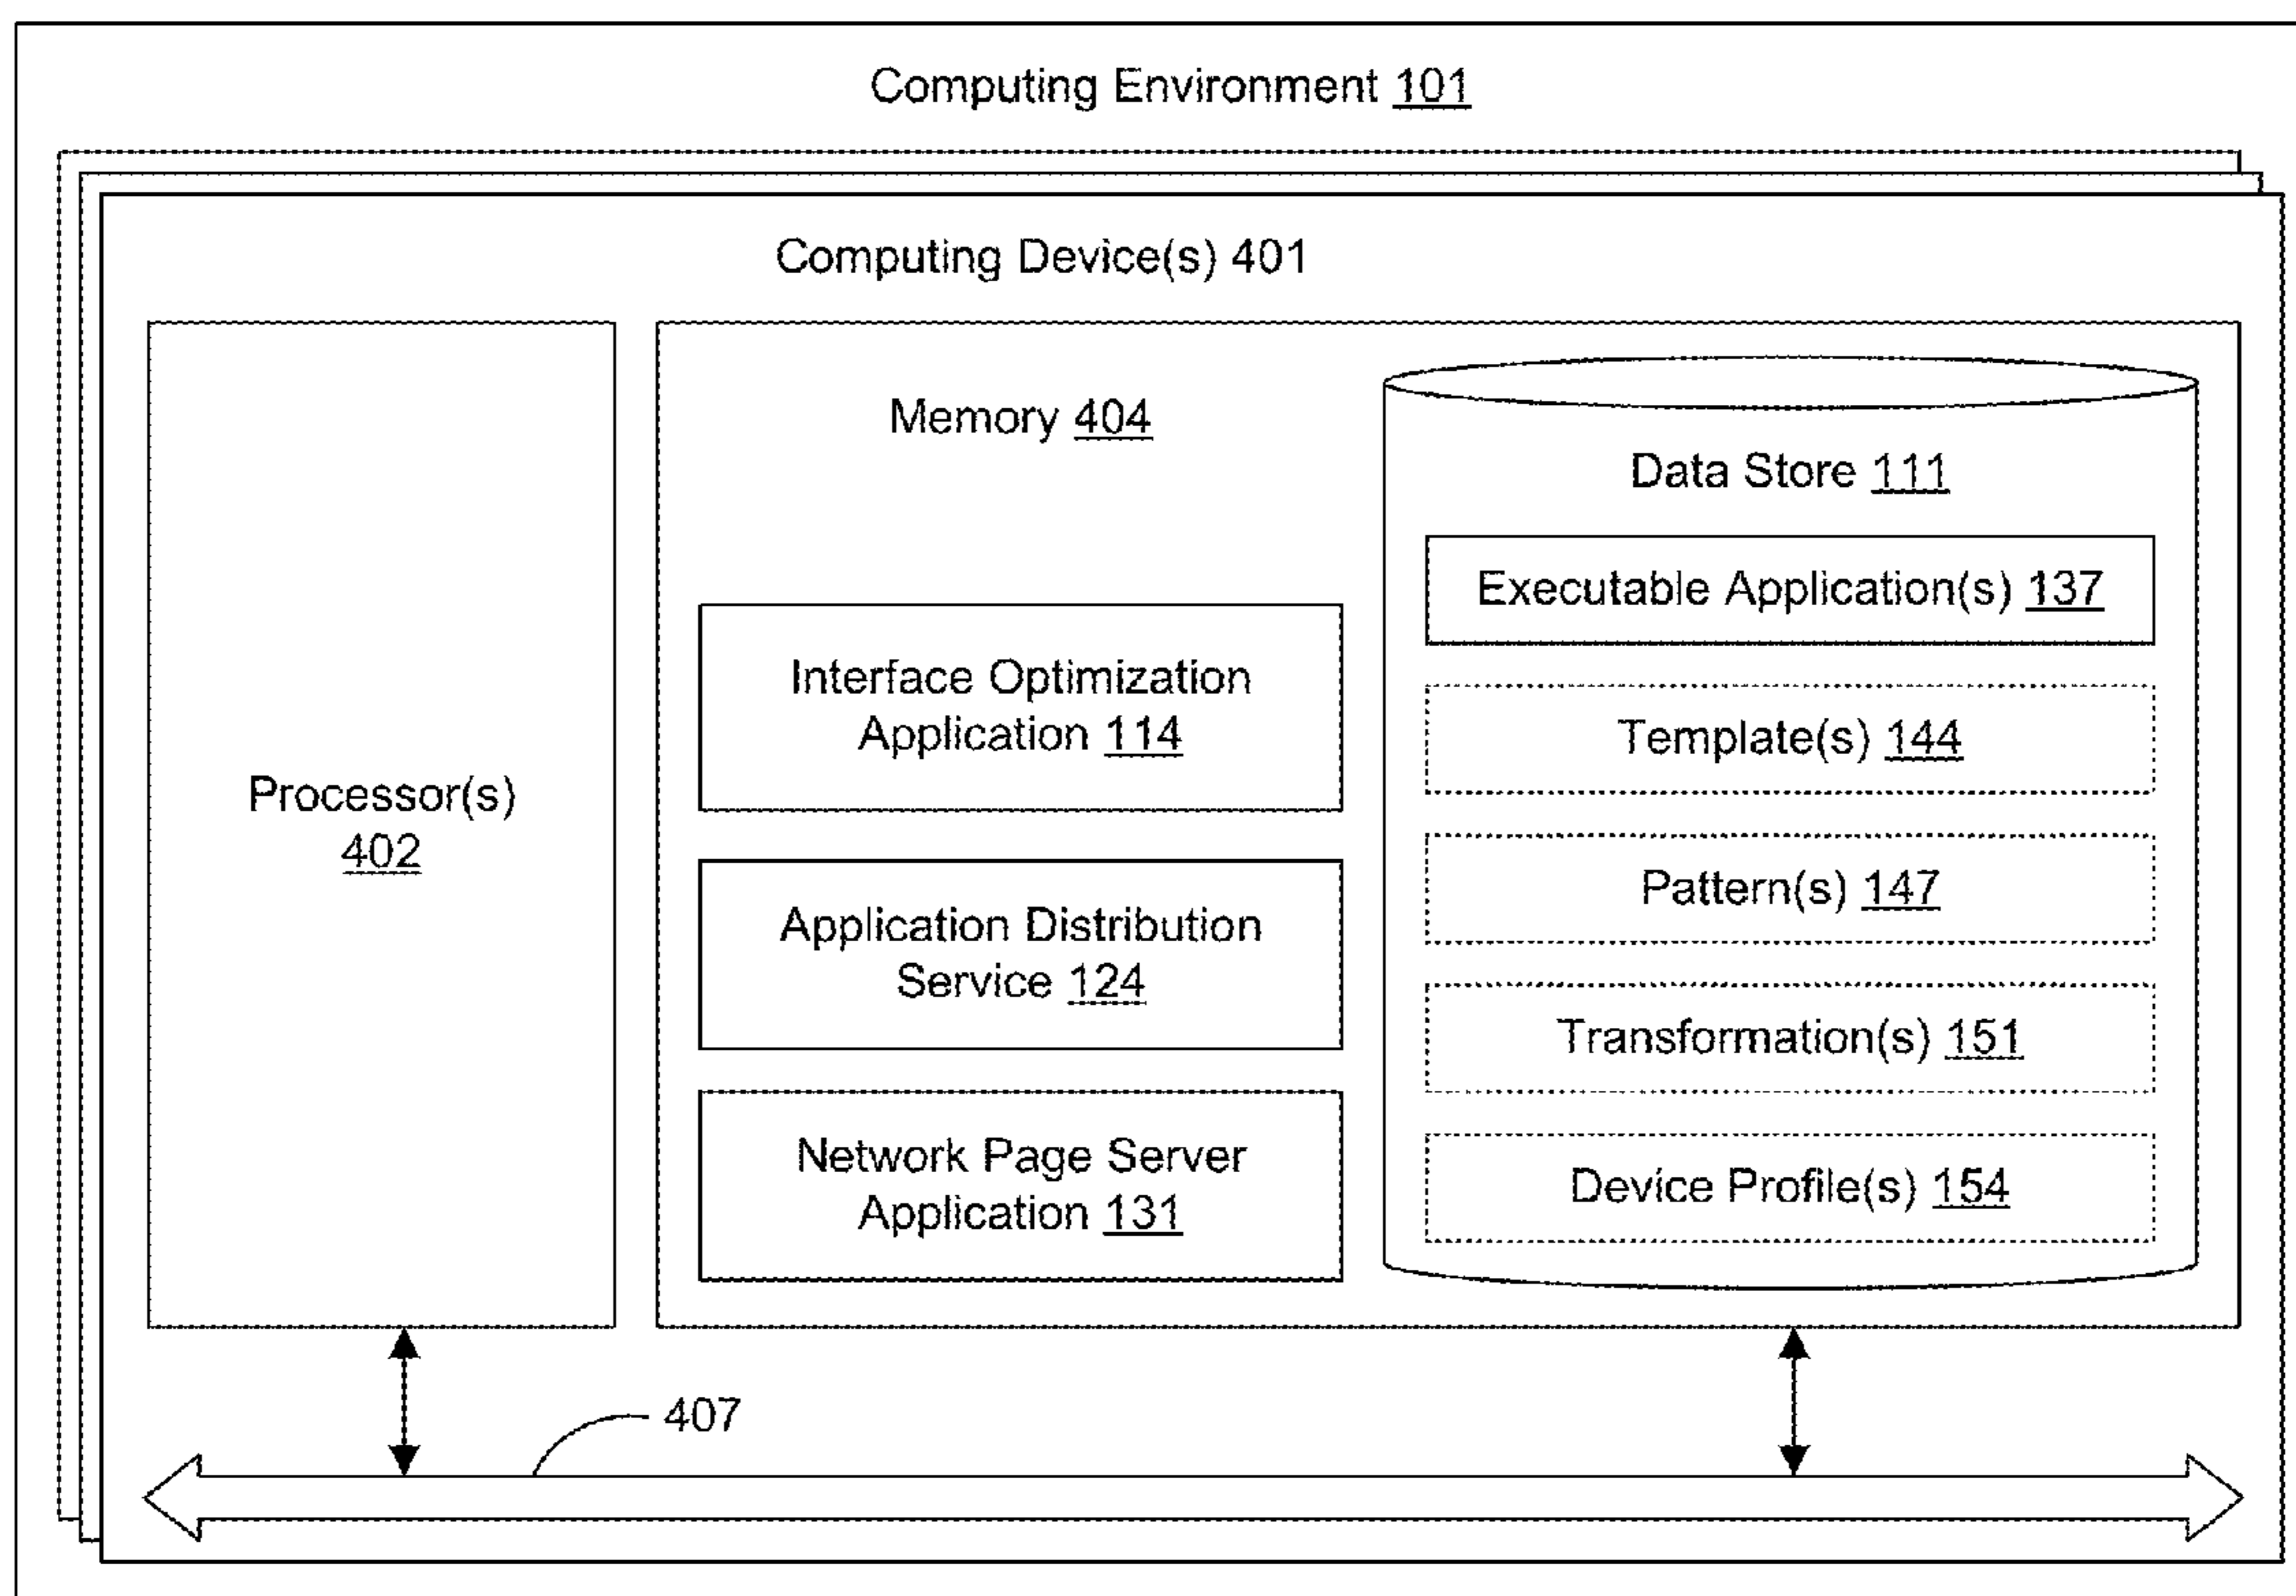 Computing Environment 101
Computing Device(s) 401
Processor(s)
402
Memory 404
Interface Optimization
Application 114
Application Distribution
Service 124
Network Page Server
Application 131
Data Store 111
Executable Application(s) 137
Template(s) 144
Pattern(s) 147
Transformation(s) 151
Device Profile(s) 154
407